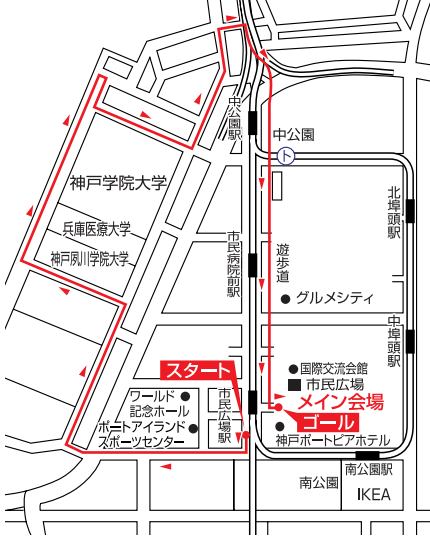 中公園駅
中公園
ト
神戸学院大学
兵庫医療大学
神戸夙川学院大学
北埠頭駅
市民病院前駅
遊歩道
グルメシティ
中埠頭駅
スタート
国際交流会館
市民広場
メイン会場
ワールド
記念ホール
ポートアイランド
スポーツセンター
市民広場駅
ゴール
神戸ポートピアホテル
南公園駅
南公園
IKEA